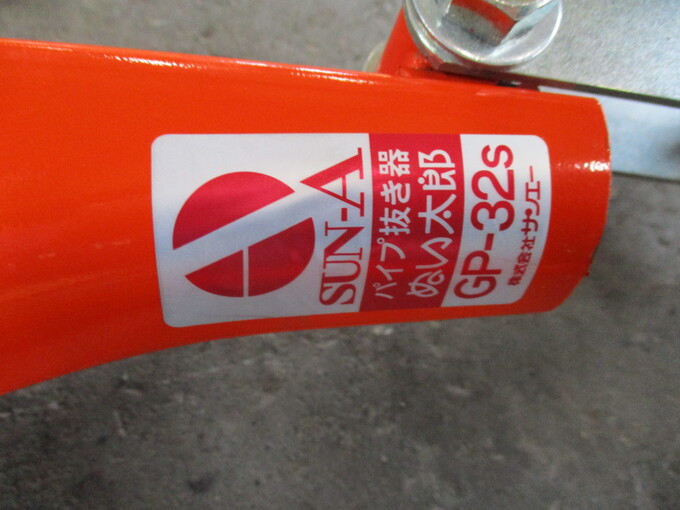 SUN-A
パイプ抜き器
ぬい太郎
GP-32s
株式会社サンエー